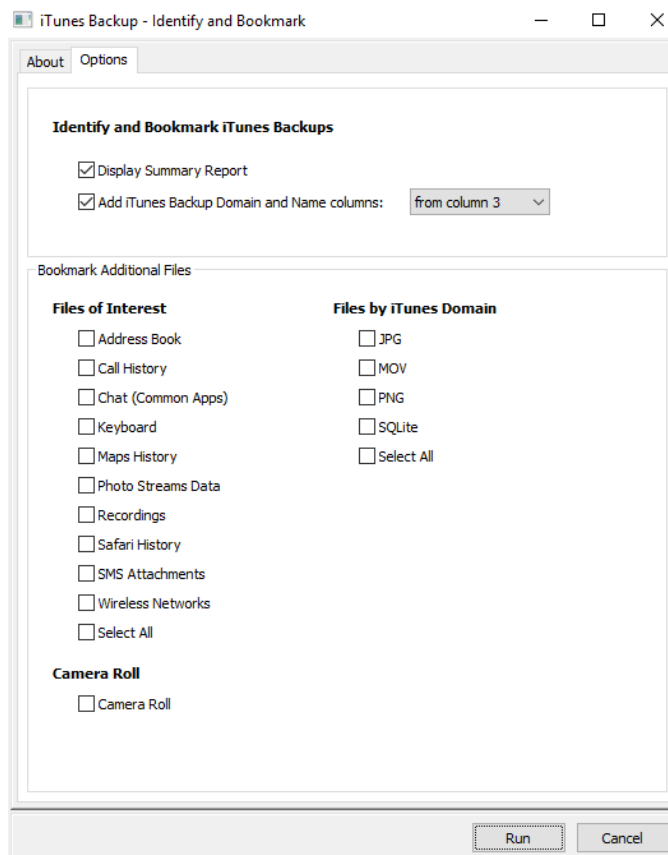 iTunes Backup - Identify and Bookmark
About Options
Identify and Bookmark iTunes Backups
Display Summary Report
Add iTunes Backup Domain and Name columns: from column 3
Bookmark Additional Files
Files of Interest
Address Book
Call History
Chat (Common Apps)
Keyboard
Maps History
Photo Streams Data
Recordings
Safari History
SMS Attachments
Wireless Networks
Select All
Camera Roll
Camera Roll
Files by iTunes Domain
JPG
MOV
PNG
SQLite
Select All
Run Cancel